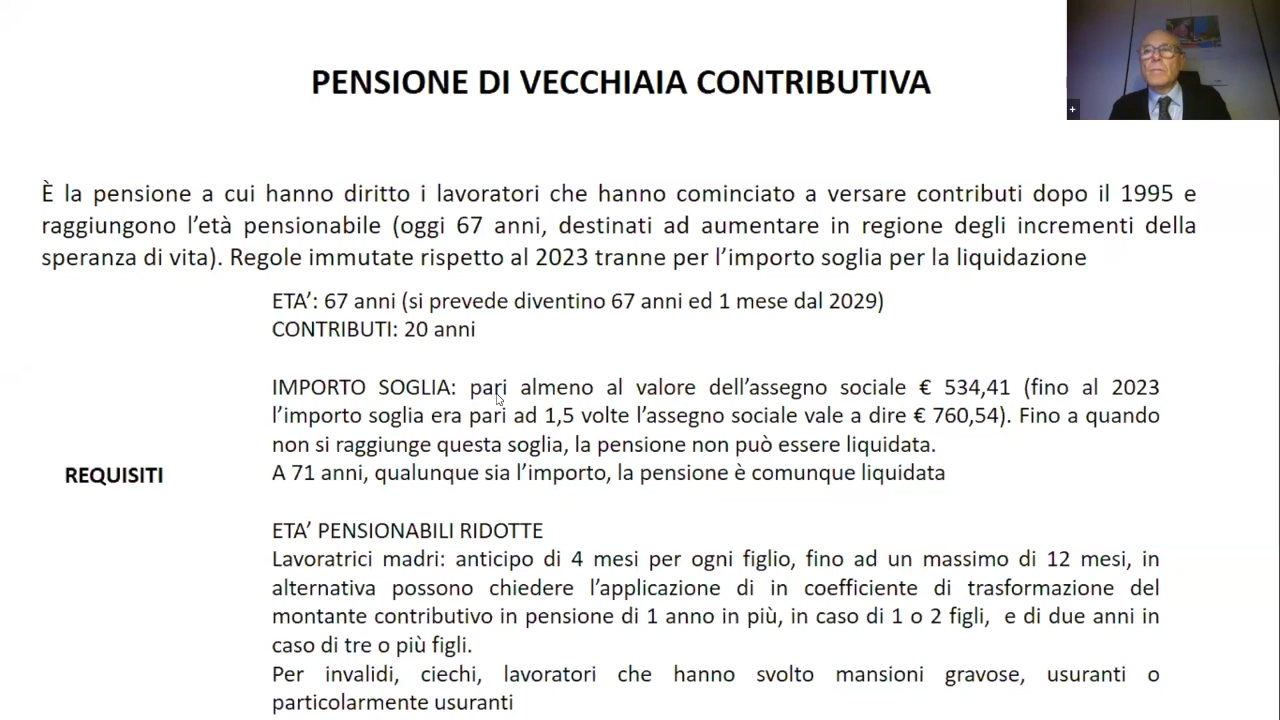 PENSIONE DI VECCHIAIA CONTRIBUTIVA
È la pensione a cui hanno diritto i lavoratori che hanno cominciato a versare contributi dopo il 1995 e
raggiungono l’età pensionabile (oggi 67 anni, destinati ad aumentare in regione degli incrementi della
speranza di vita). Regole immutate rispetto al 2023 tranne per l’importo soglia per la liquidazione
ETA’: 67 anni (si prevede diventino 67 anni ed 1 mese dal 2029)
CONTRIBUTI: 20 anni
IMPORTO SOGLIA: pari almeno al valore dell’assegno sociale € 534,41 (fino al 2023
l’importo soglia era pari ad 1,5 volte l’assegno sociale vale a dire € 760,54). Fino a quando
non si raggiunge questa soglia, la pensione non può essere liquidata.
REQUISITI
A 71 anni, qualunque sia l’importo, la pensione è comunque liquidata
ETA’ PENSIONABILI RIDOTTE
Lavoratrici madri: anticipo di 4 mesi per ogni figlio, fino ad un massimo di 12 mesi, in
alternativa possono chiedere l’applicazione di in coefficiente di trasformazione del
montante contributivo in pensione di 1 anno in più, in caso di 1 o 2 figli, e di due anni in
caso di tre o più figli.
Per invalidi, ciechi, lavoratori che hanno svolto mansioni gravose, usuranti o
particolarmente usuranti